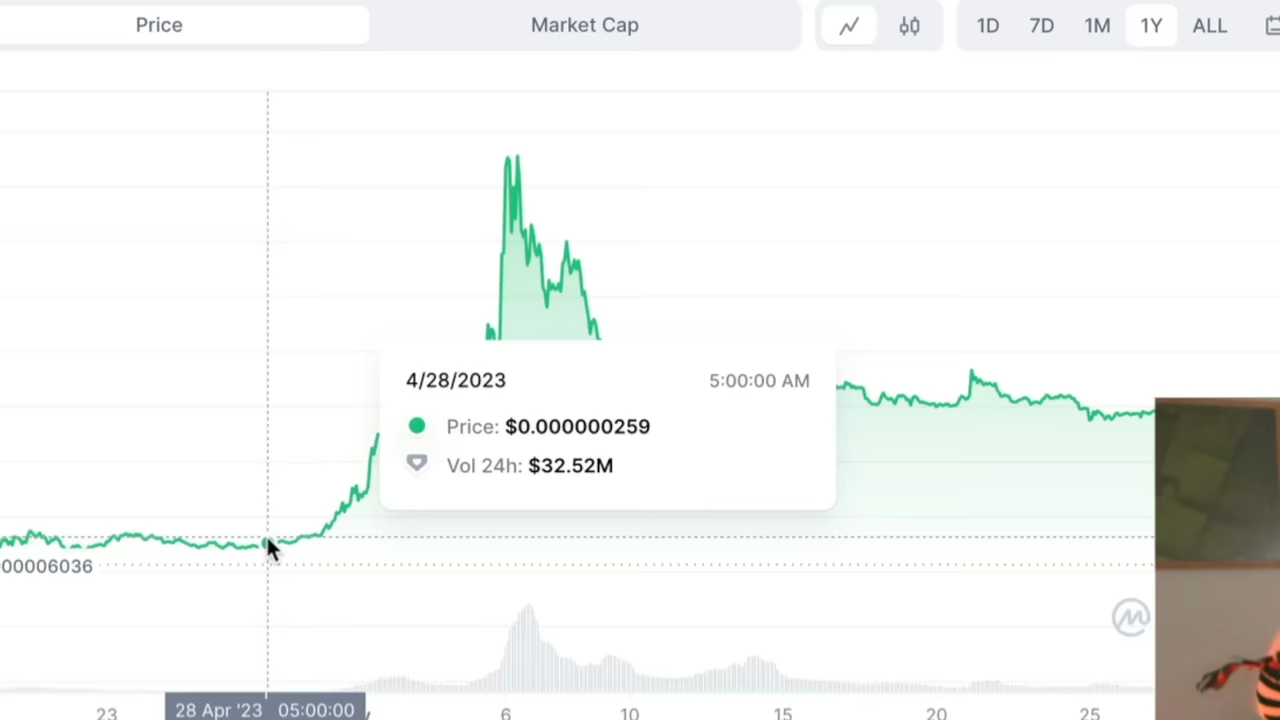 Price Market Cap 1D 7D 1M 1Y ALL
4/28/2023 5:00:00 AM
Price: $0.000000259
Vol 24h: $32.52M
00006036
23 28 Apr '23 05:00:00 6 10 15 20 25